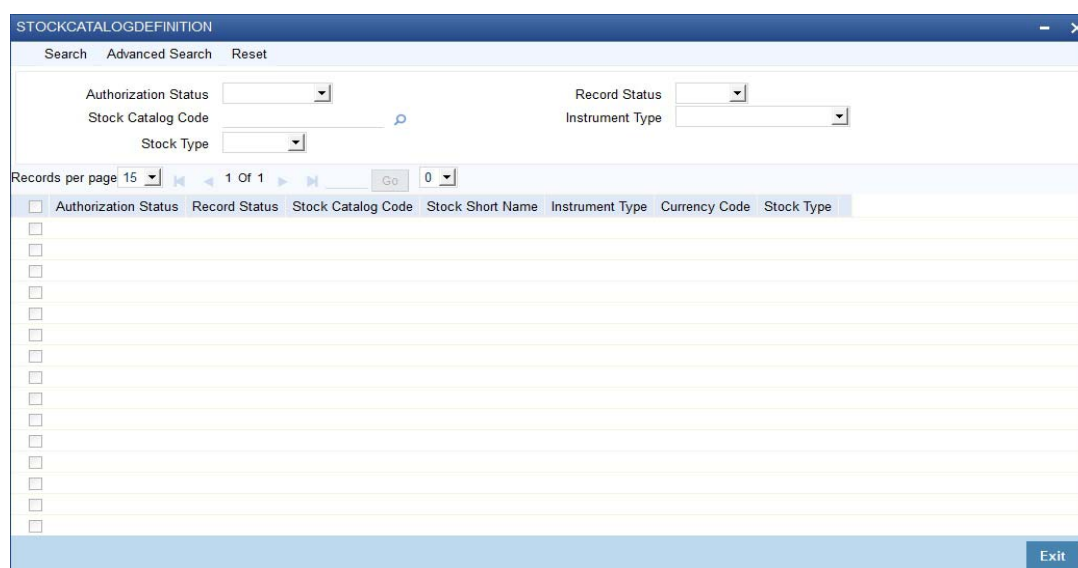 STOCKCATALOGDEFINITION
Search Advanced Search Reset
Authorization Status Record Status
Stock Catalog Code Instrument Type
Stock Type
Records per page 15 1 Of 1 Go 0
Authorization Status Record Status Stock Catalog Code Stock Short Name Instrument Type Currency Code Stock Type
Exit